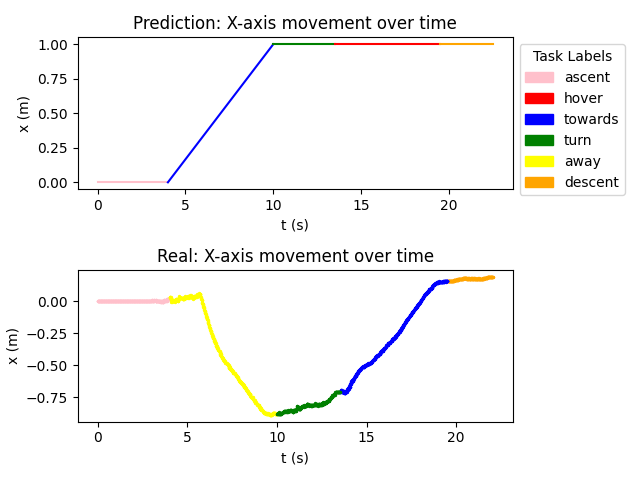 Prediction: X-axis movement over time
1.00
0.75
0.50
0.25
0.00
x (m)
0
5
10
15
20
t (s)
Task Labels
ascent
hover
towards
turn
away
descent
Real: X-axis movement over time
0.00
−0.25
−0.50
−0.75
x (m)
0
5
10
15
20
t (s)